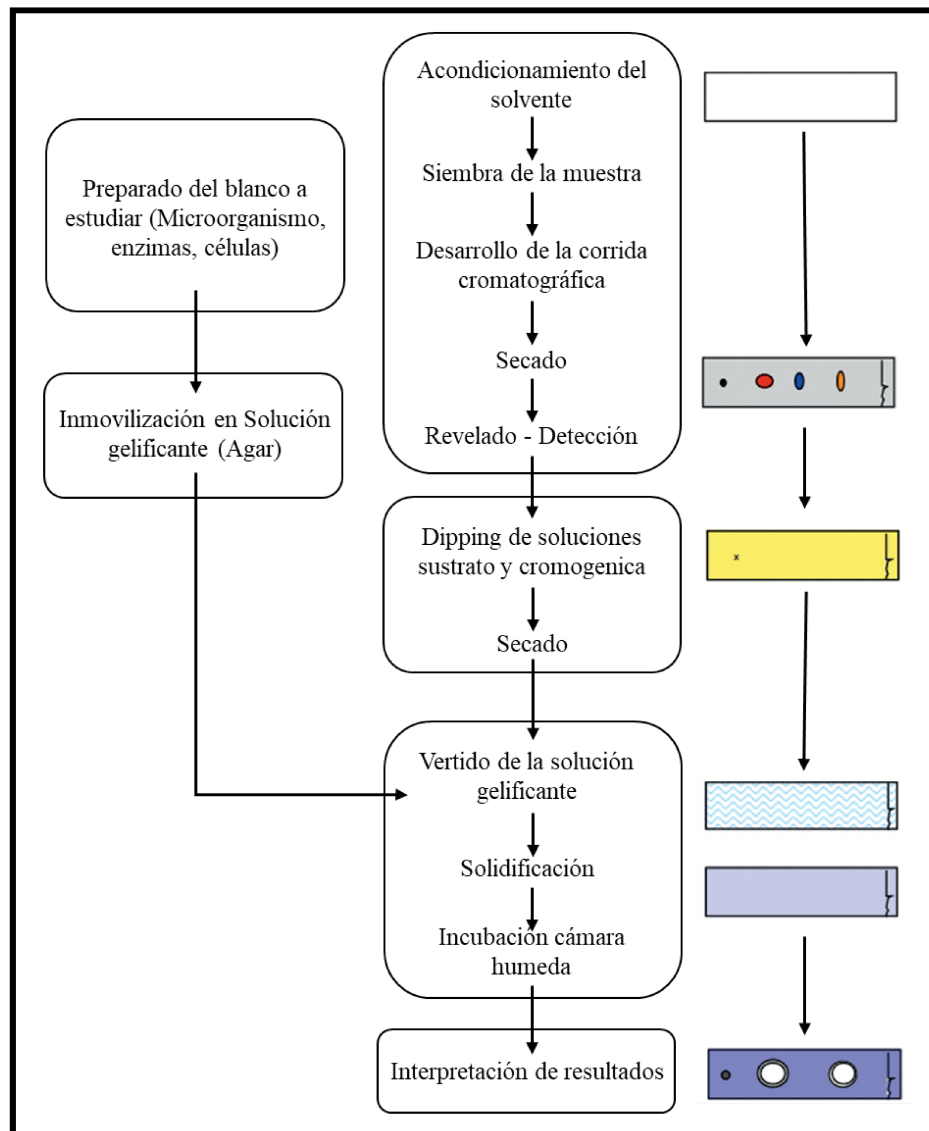 Acondicionamiento del
solvente
Siembra de la muestra
Desarrollo de la corrida
cromatográfica
Secado
Revelado - Detección
Preparado del blanco a
estudiar (Microorganismo,
enzimas, células)
Inmovilización en Solución
gelificante (Agar)
Dipping de soluciones
sustrato y cromogenica
Secado
x
Vertido de la solución
gelificante
Solidificación
Incubación cámara
humeda
Interpretación de resultados